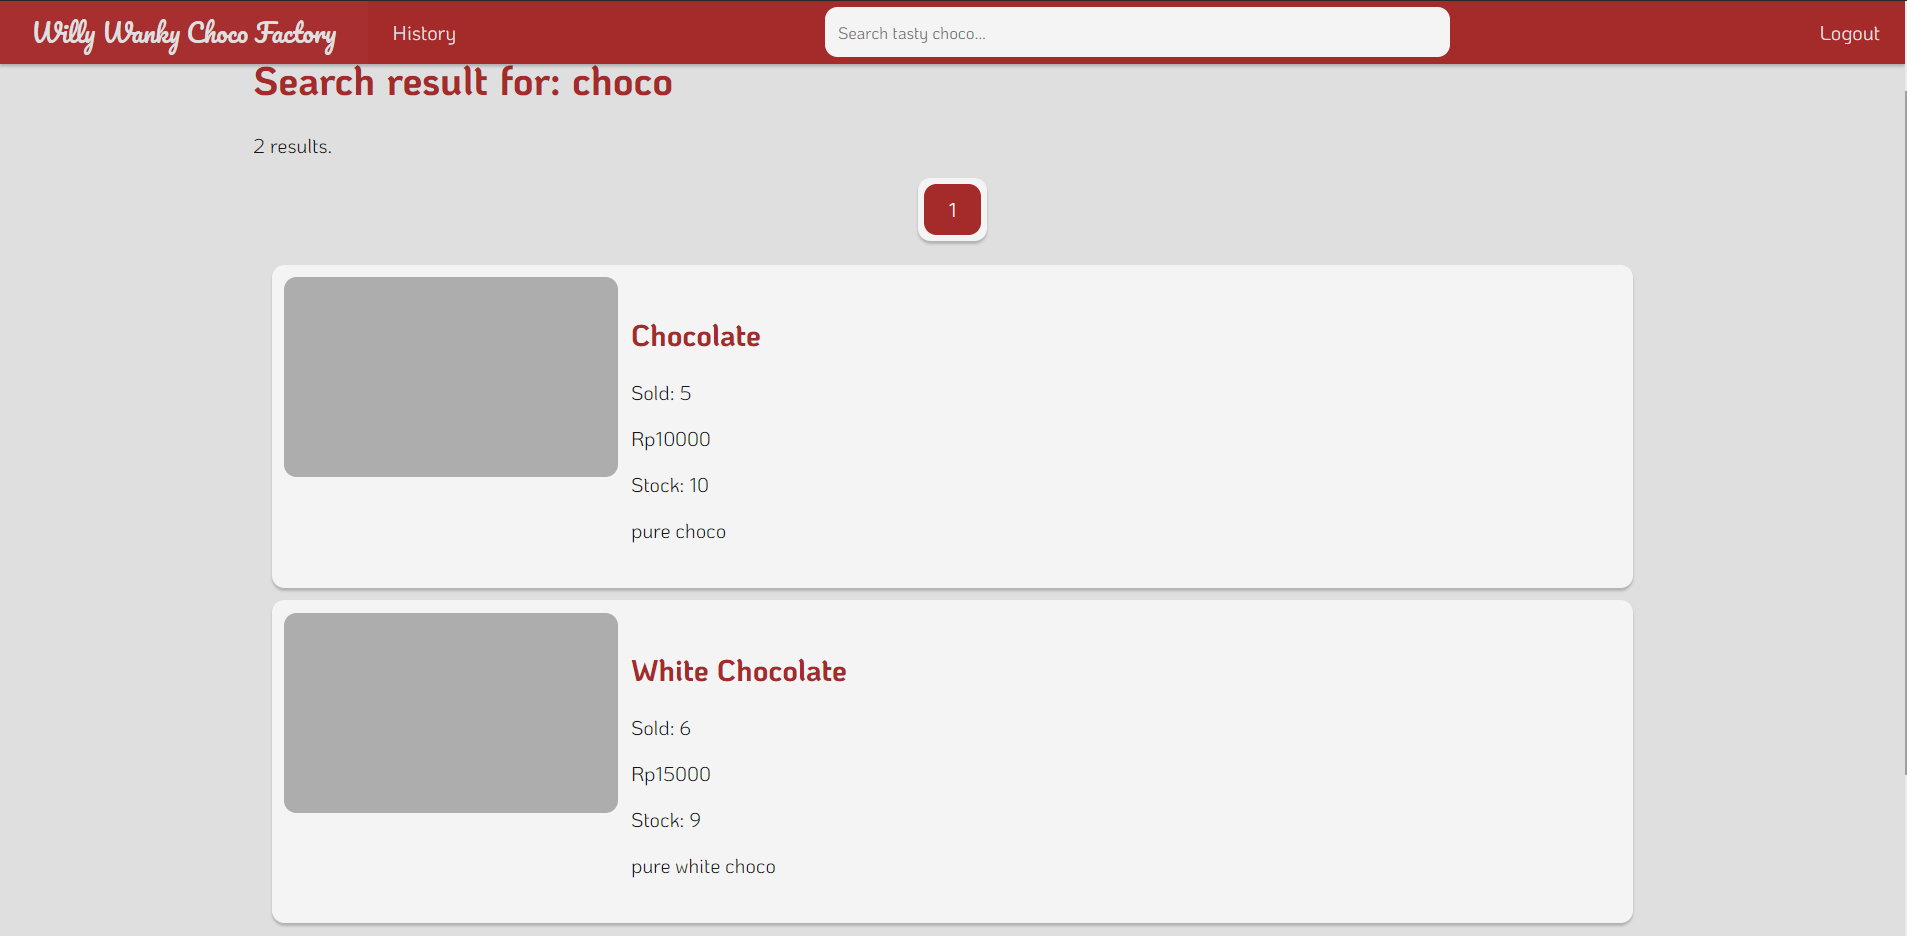 Willy Wanky Choco Factory
History
Search tasty choco...
Logout
Search result for: choco
2 results.
1
Chocolate
Sold: 5
Rp10000
Stock: 10
pure choco
White Chocolate
Sold: 6
Rp15000
Stock: 9
pure white choco